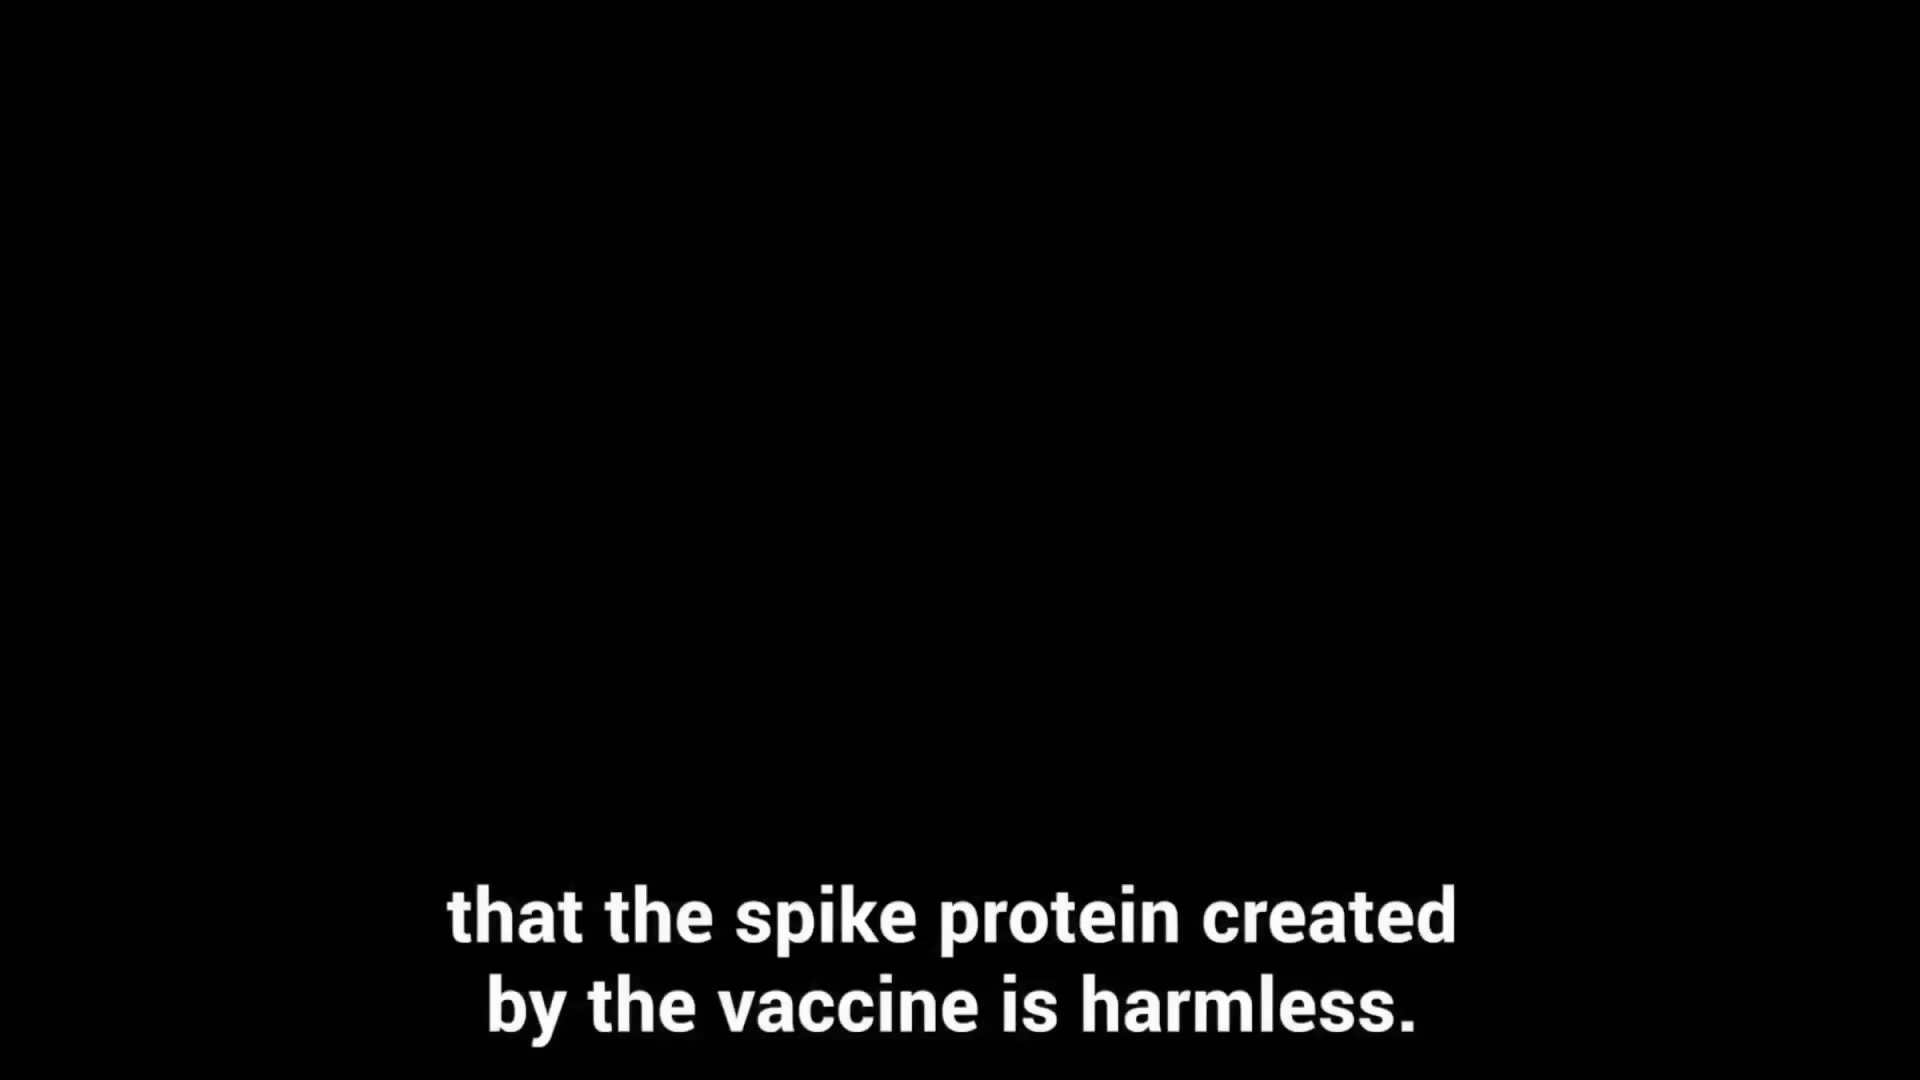 that the spike protein created
by the vaccine is harmless.